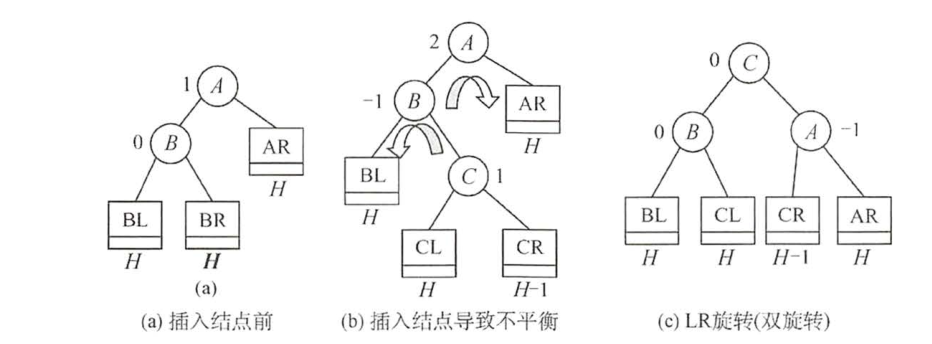 1 A
0 B
AR
H
BL
BR
H
H
(a)
(a) 插入结点前
2 A
-1 B
AR
H
BL
H
C 1
CL
CR
H
H-1
(b) 插入结点导致不平衡
0 C
0 B
A -1
BL
CL
CR
AR
H
H
H-1
H
(c) LR旋转(双旋转)